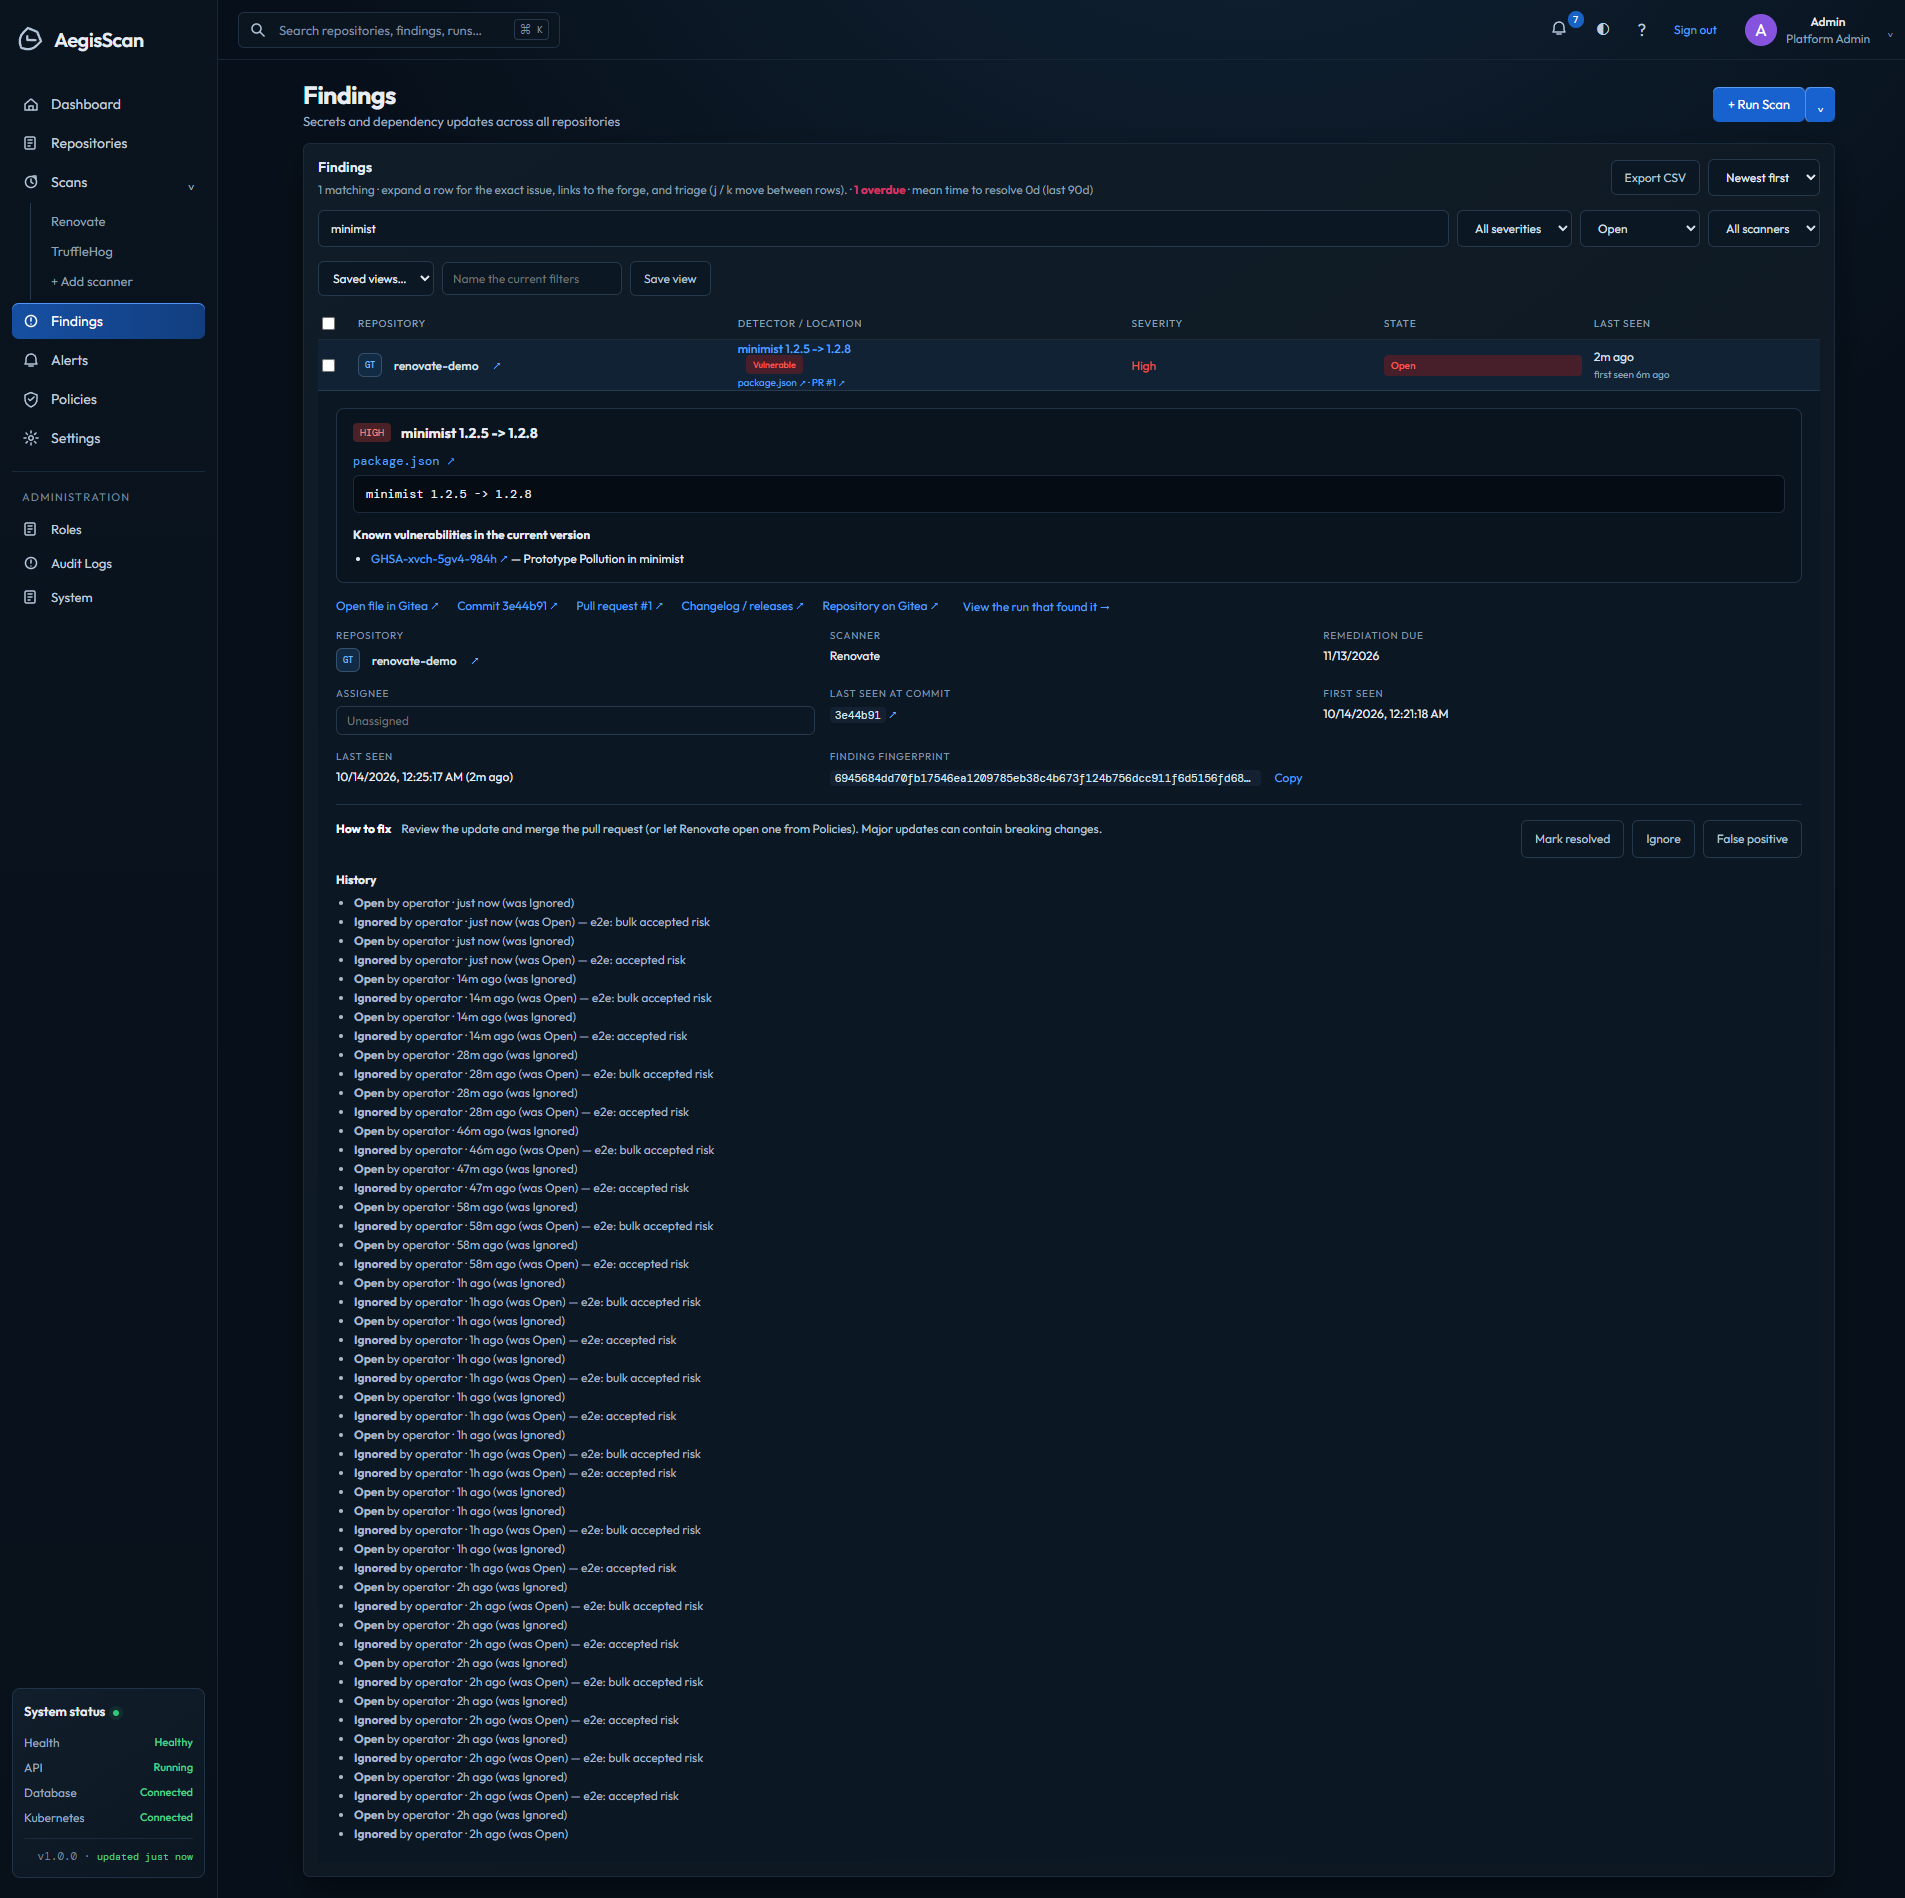 AegisScan
Search repositories, findings, runs...
⌘ K
7
?
Sign out
A
Admin
Platform Admin
Dashboard
Repositories
Scans
Renovate
TruffleHog
+ Add scanner
Findings
Alerts
Policies
Settings
ADMINISTRATION
Roles
Audit Logs
System
Findings
Secrets and dependency updates across all repositories
+ Run Scan
Findings
1 matching · expand a row for the exact issue, links to the forge, and triage (j / k move between rows). · 1 overdue · mean time to resolve 0d (last 90d)
Export CSV
Newest first
minimist
All severities
Open
All scanners
Saved views...
Name the current filters
Save view
REPOSITORY DETECTOR / LOCATION SEVERITY STATE LAST SEEN
GT renovate-demo ↗
minimist 1.2.5 -> 1.2.8
Vulnerable
package.json ↗ · PR #1 ↗
High
Open
2m ago
first seen 6m ago
HIGH minimist 1.2.5 -> 1.2.8
package.json ↗
minimist 1.2.5 -> 1.2.8
Known vulnerabilities in the current version
• GHSA-xvch-5gv4-984h ↗ — Prototype Pollution in minimist
Open file in Gitea ↗ Commit 3e44b91 ↗ Pull request #1 ↗ Changelog / releases ↗ Repository on Gitea ↗ View the run that found it →
REPOSITORY
GT renovate-demo ↗
SCANNER
Renovate
REMEDIATION DUE
11/13/2026
ASSIGNEE
Unassigned
LAST SEEN AT COMMIT
3e44b91 ↗
FIRST SEEN
10/14/2026, 12:21:18 AM
LAST SEEN
10/14/2026, 12:25:17 AM (2m ago)
FINDING FINGERPRINT
6945684dd70fb17546ea1209785eb38c4b673f124b756dcc911f6d5156fd68… Copy
How to fix Review the update and merge the pull request (or let Renovate open one from Policies). Major updates can contain breaking changes.
Mark resolved
Ignore
False positive
History
• Open by operator · just now (was Ignored)
• Ignored by operator · just now (was Open) — e2e: bulk accepted risk
• Open by operator · just now (was Ignored)
• Ignored by operator · just now (was Open) — e2e: accepted risk
• Open by operator · 14m ago (was Ignored)
• Ignored by operator · 14m ago (was Open) — e2e: bulk accepted risk
• Open by operator · 14m ago (was Ignored)
• Ignored by operator · 14m ago (was Open) — e2e: accepted risk
• Open by operator · 28m ago (was Ignored)
• Ignored by operator · 28m ago (was Open) — e2e: bulk accepted risk
• Open by operator · 28m ago (was Ignored)
• Ignored by operator · 28m ago (was Open) — e2e: accepted risk
• Open by operator · 46m ago (was Ignored)
• Ignored by operator · 46m ago (was Open) — e2e: bulk accepted risk
• Open by operator · 47m ago (was Ignored)
• Ignored by operator · 47m ago (was Open) — e2e: accepted risk
• Open by operator · 58m ago (was Ignored)
• Ignored by operator · 58m ago (was Open) — e2e: bulk accepted risk
• Open by operator · 58m ago (was Ignored)
• Ignored by operator · 58m ago (was Open) — e2e: accepted risk
• Open by operator · 1h ago (was Ignored)
• Ignored by operator · 1h ago (was Open) — e2e: bulk accepted risk
• Open by operator · 1h ago (was Ignored)
• Ignored by operator · 1h ago (was Open) — e2e: accepted risk
• Open by operator · 1h ago (was Ignored)
• Ignored by operator · 1h ago (was Open) — e2e: bulk accepted risk
• Open by operator · 1h ago (was Ignored)
• Ignored by operator · 1h ago (was Open) — e2e: accepted risk
• Open by operator · 1h ago (was Ignored)
• Ignored by operator · 1h ago (was Open) — e2e: bulk accepted risk
• Ignored by operator · 1h ago (was Open) — e2e: accepted risk
• Open by operator · 1h ago (was Ignored)
• Open by operator · 1h ago (was Ignored)
• Ignored by operator · 1h ago (was Open) — e2e: bulk accepted risk
• Open by operator · 1h ago (was Ignored)
• Ignored by operator · 1h ago (was Open) — e2e: accepted risk
• Open by operator · 2h ago (was Ignored)
• Ignored by operator · 2h ago (was Open) — e2e: bulk accepted risk
• Open by operator · 2h ago (was Ignored)
• Ignored by operator · 2h ago (was Open) — e2e: accepted risk
• Open by operator · 2h ago (was Ignored)
• Ignored by operator · 2h ago (was Open) — e2e: bulk accepted risk
• Open by operator · 2h ago (was Ignored)
• Ignored by operator · 2h ago (was Open) — e2e: accepted risk
• Open by operator · 2h ago (was Ignored)
• Ignored by operator · 2h ago (was Open) — e2e: bulk accepted risk
• Open by operator · 2h ago (was Ignored)
• Ignored by operator · 2h ago (was Open) — e2e: accepted risk
• Open by operator · 2h ago (was Ignored)
• Ignored by operator · 2h ago (was Open)
System status
Health Healthy
API Running
Database Connected
Kubernetes Connected
v1.0.0 · updated just now